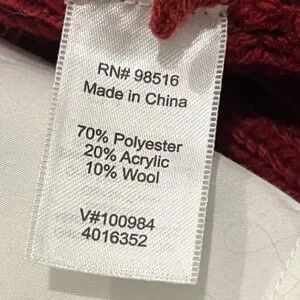 RN# 98516
Made in China
70% Polyester
20% Acrylic
10% Wool
V#100984
4016352